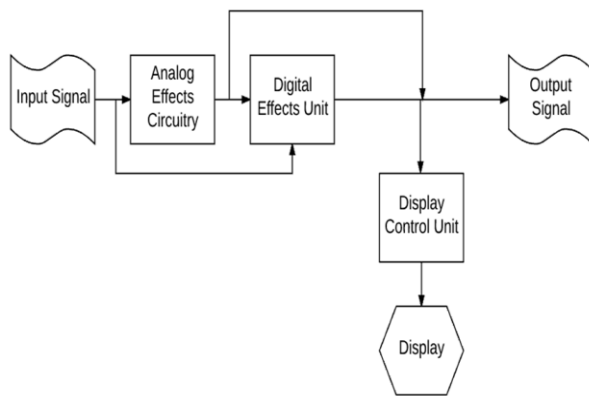 Input Signal
Analog
Effects
Circuitry
Digital
Effects Unit
Output
Signal
Display
Control Unit
Display